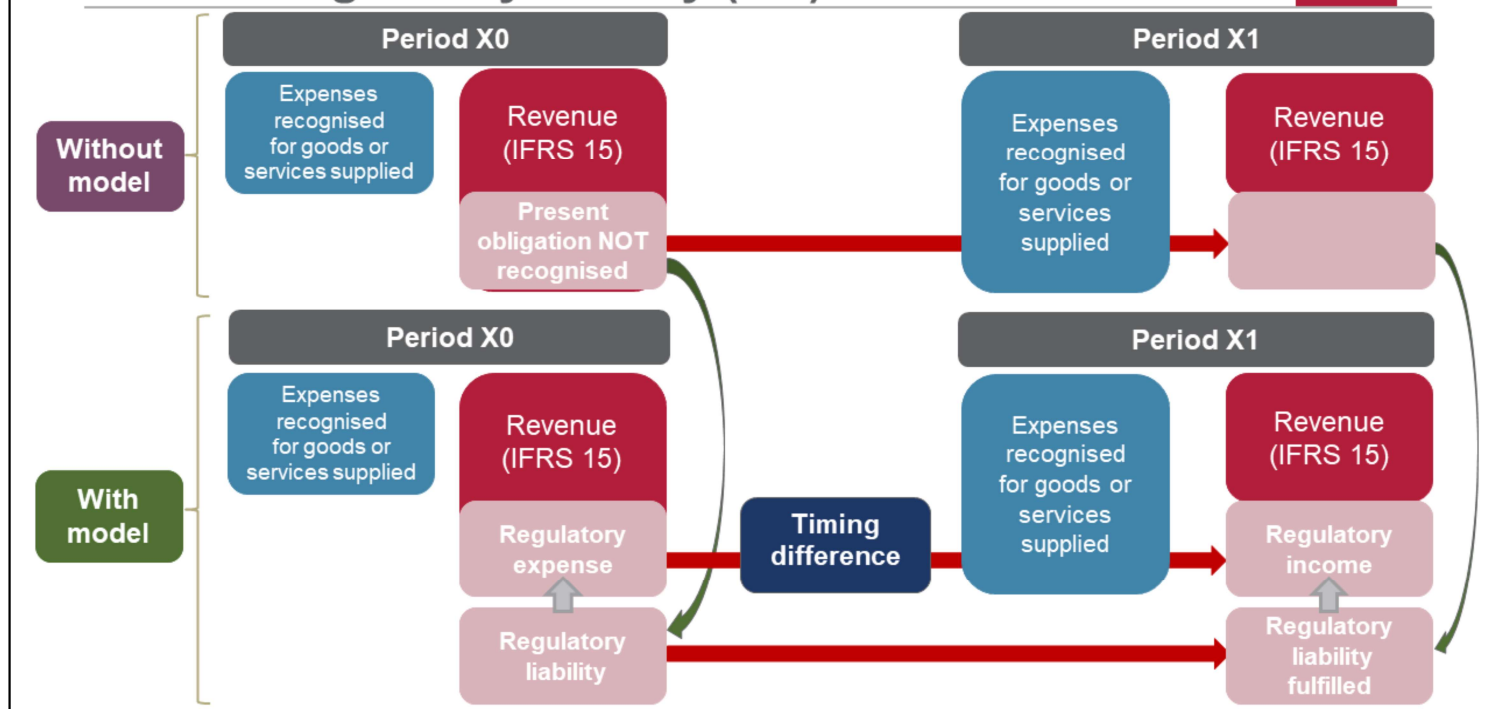 Period X0
Period X1
Without
model
Expenses
recognised
for goods or
services supplied
Revenue
(IFRS 15)
Present
obligation NOT
recognised
Expenses
recognised
for goods or
services
supplied
Revenue
(IFRS 15)
Period X0
Period X1
With
model
Expenses
recognised
for goods or
services supplied
Revenue
(IFRS 15)
Regulatory
expense
Regulatory
liability
Timing
difference
Expenses
recognised
for goods or
services
supplied
Revenue
(IFRS 15)
Regulatory
income
Regulatory
liability
fulfilled